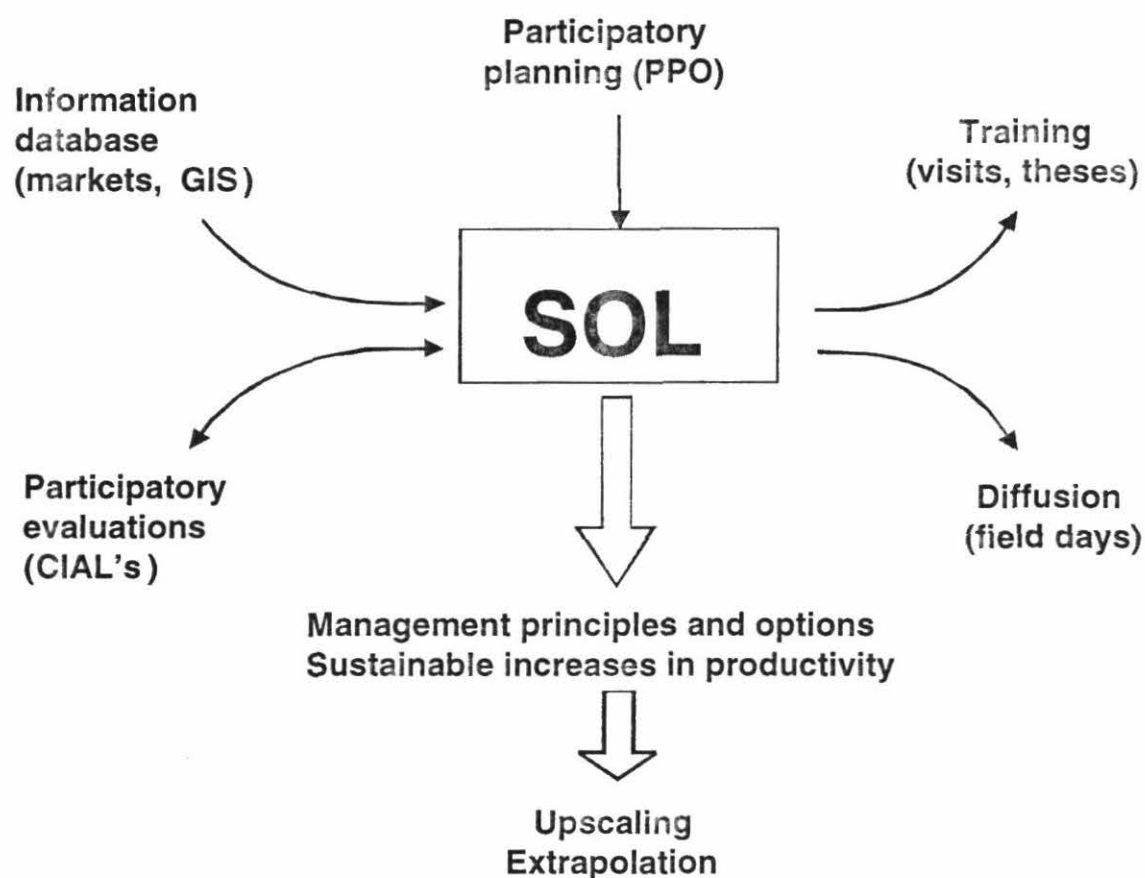 Participatory
planning (PPO)
Information
database
(markets, GIS)
Training
(visits, theses)
SOL
Participatory
evaluations
(CIAL's)
Diffusion
(field days)
Management principles and options
Sustainable increases in productivity
Upscaling
Extrapolation